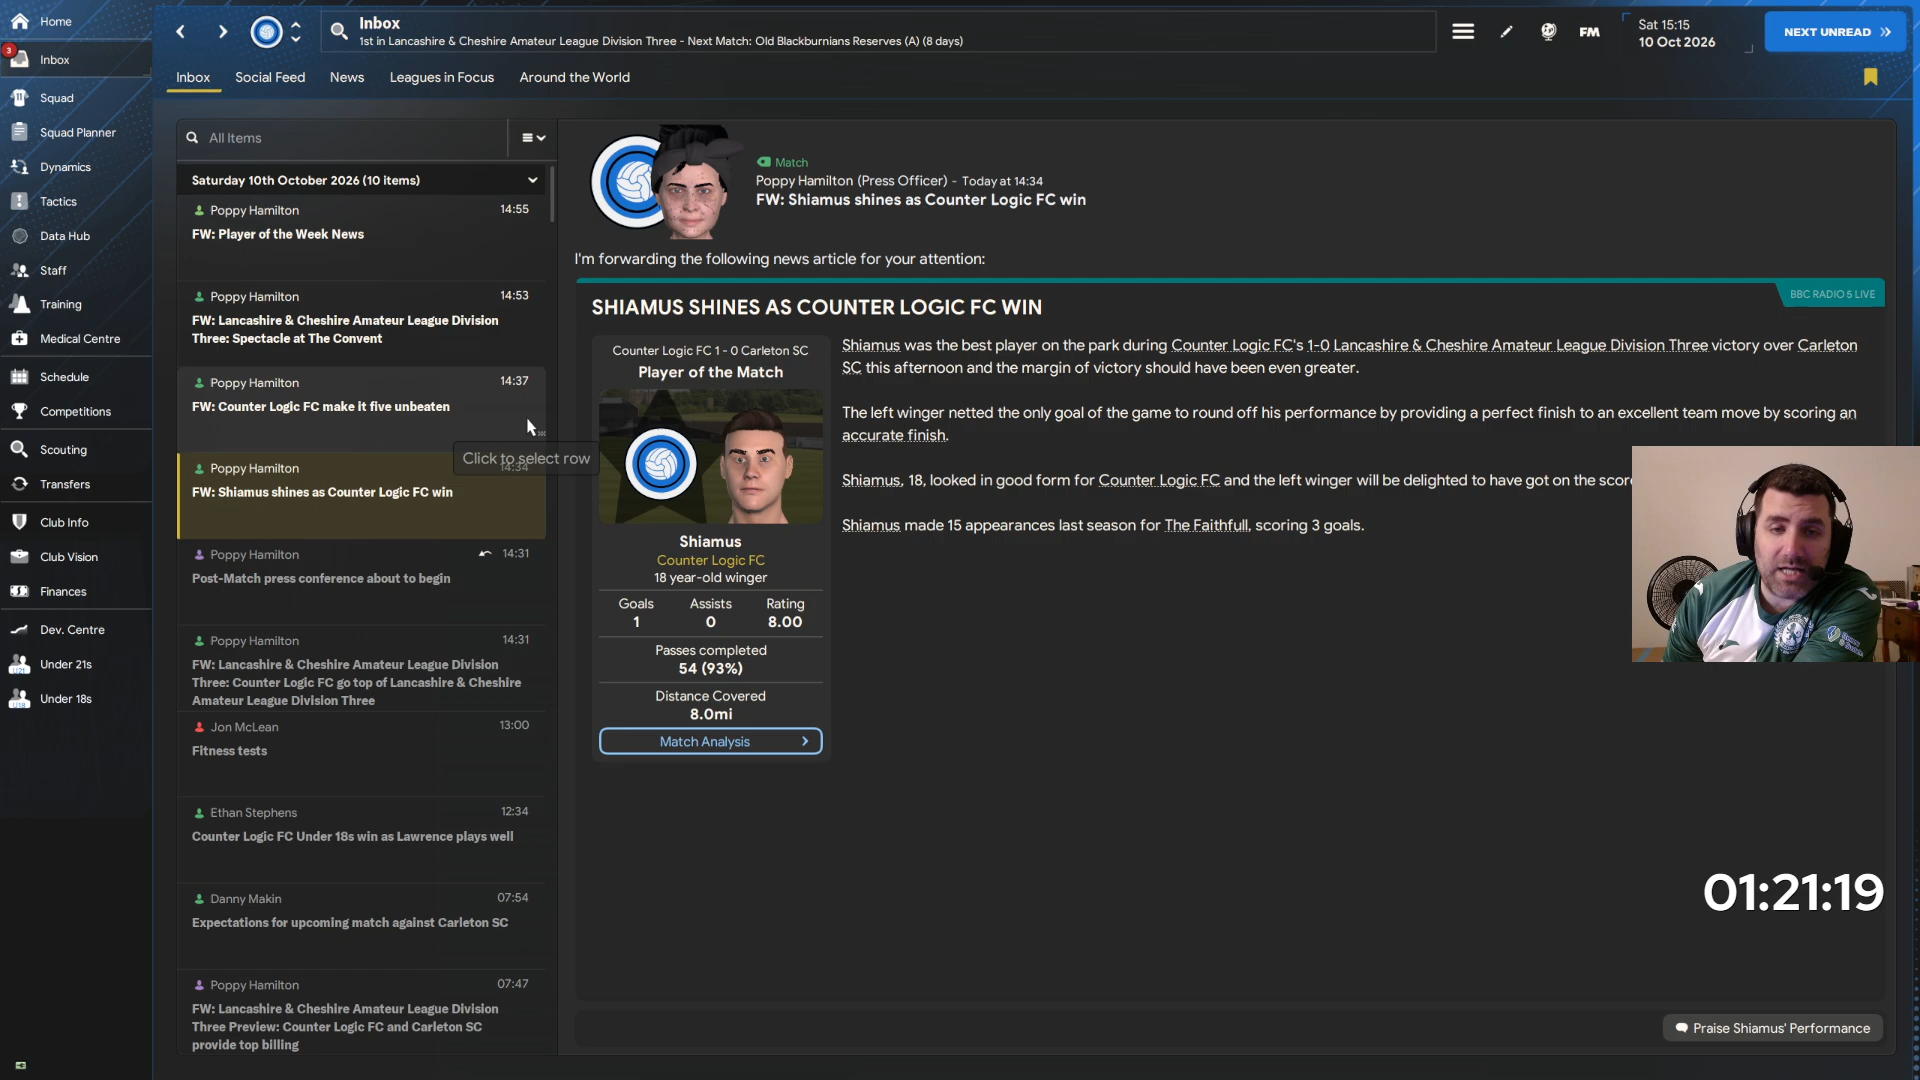 Home
3
Inbox
Squad
Squad Planner
Dynamics
Tactics
Data Hub
Staff
Training
Medical Centre
Schedule
Competitions
Scouting
Transfers
Club Info
Club Vision
Finances
Dev. Centre
Under 21s
Under 18s
Inbox
1st in Lancashire & Cheshire Amateur League Division Three - Next Match: Old Blackburnians Reserves (A) (8 days)
FM
Sat 15:15
10 Oct 2026
NEXT UNREAD
Inbox
Social Feed
News
Leagues in Focus
Around the World
All Items
Saturday 10th October 2026 (10 items)
Poppy Hamilton 14:55
FW: Player of the Week News
Poppy Hamilton 14:53
FW: Lancashire & Cheshire Amateur League Division
Three: Spectacle at The Convent
Poppy Hamilton 14:37
FW: Counter Logic FC make it five unbeaten
Click to select row
Poppy Hamilton 14:34
FW: Shiamus shines as Counter Logic FC win
Poppy Hamilton 14:31
Post-Match press conference about to begin
Poppy Hamilton 14:31
FW: Lancashire & Cheshire Amateur League Division
Three: Counter Logic FC go top of Lancashire & Cheshire
Amateur League Division Three
Jon McLean 13:00
Fitness tests
Ethan Stephens 12:34
Counter Logic FC Under 18s win as Lawrence plays well
Danny Makin 07:54
Expectations for upcoming match against Carleton SC
Poppy Hamilton 07:47
FW: Lancashire & Cheshire Amateur League Division
Three Preview: Counter Logic FC and Carleton SC
provide top billing
Match
Poppy Hamilton (Press Officer) - Today at 14:34
FW: Shiamus shines as Counter Logic FC win
I'm forwarding the following news article for your attention:
BBC RADIO 5 LIVE
SHIAMUS SHINES AS COUNTER LOGIC FC WIN
Counter Logic FC 1 - 0 Carleton SC
Player of the Match
Shiamus
Counter Logic FC
18 year-old winger
Goals Assists Rating
1 0 8.00
Passes completed
54 (93%)
Distance Covered
8.0mi
Match Analysis
Shiamus was the best player on the park during Counter Logic FC's 1-0 Lancashire & Cheshire Amateur League Division Three victory over Carleton
SC this afternoon and the margin of victory should have been even greater.
The left winger netted the only goal of the game to round off his performance by providing a perfect finish to an excellent team move by scoring an
accurate finish.
Shiamus, 18, looked in good form for Counter Logic FC and the left winger will be delighted to have got on the
Shiamus made 15 appearances last season for The Faithfull, scoring 3 goals.
01:21:19
Praise Shiamus' Performance